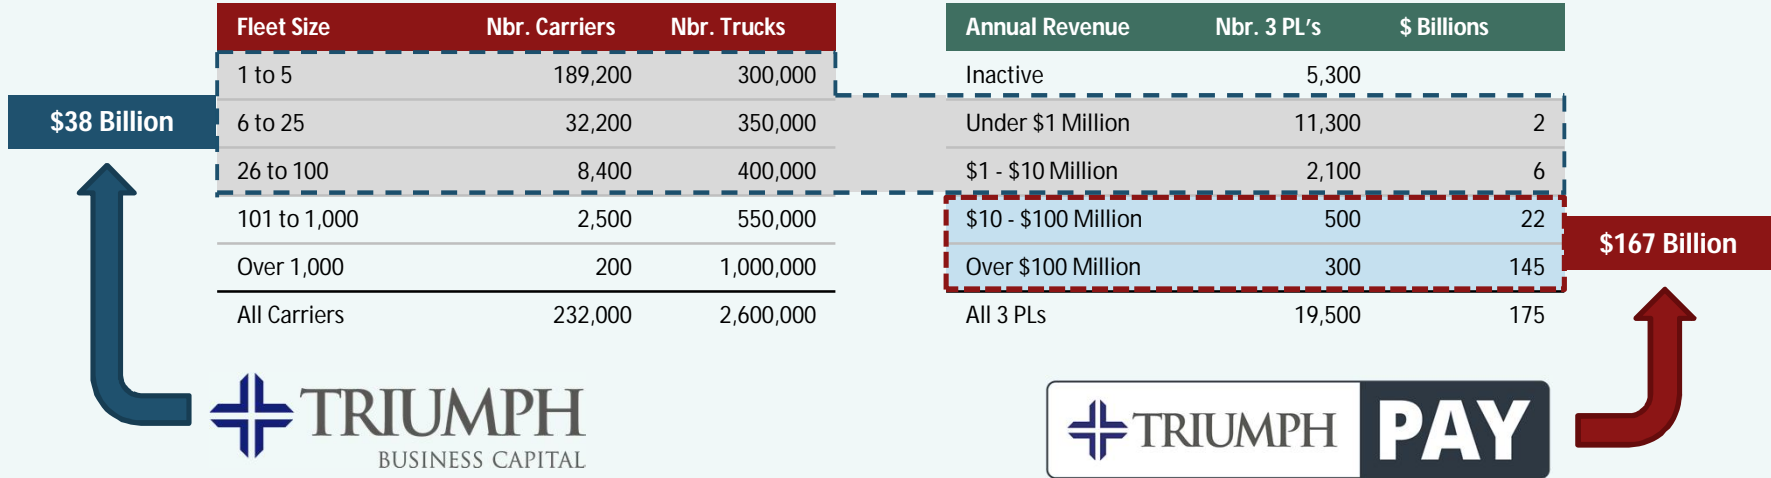 Fleet Size Nbr. Carriers Nbr. Trucks
1 to 5 189,200 300,000
6 to 25 32,200 350,000
26 to 100 8,400 400,000
101 to 1,000 2,500 550,000
Over 1,000 200 1,000,000
All Carriers 232,000 2,600,000
$38 Billion
TRIUMPH
BUSINESS CAPITAL
Annual Revenue Nbr. 3 PL's $ Billions
Inactive 5,300
Under $1 Million 11,300 2
$1 - $10 Million 2,100 6
$10 - $100 Million 500 22
Over $100 Million 300 145
All 3 PLs 19,500 175
$167 Billion
TRIUMPH PAY